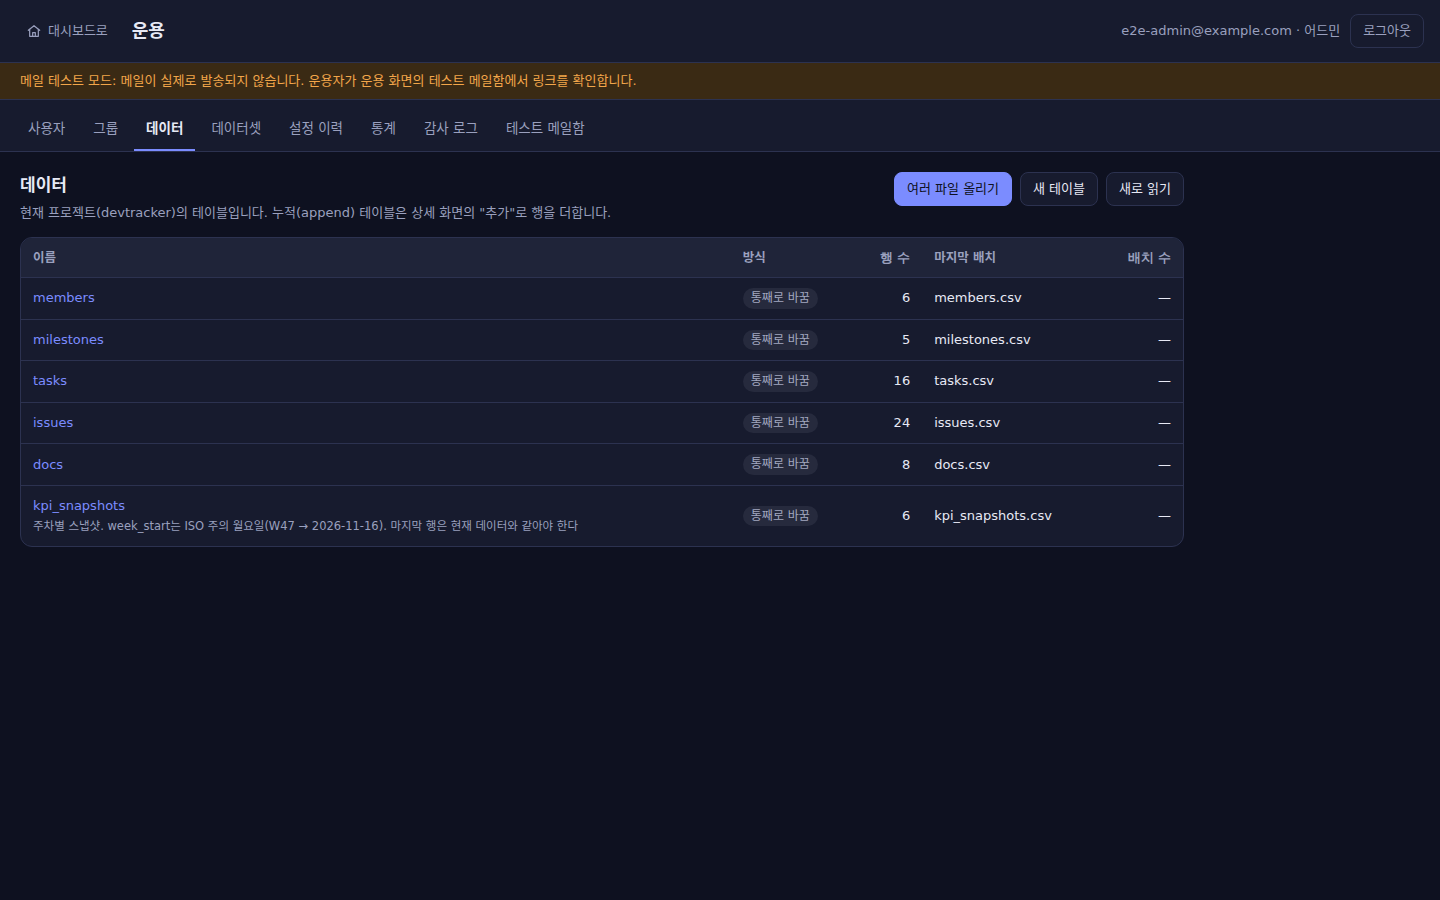 대시보드로 운용 e2e-admin@example.com · 어드민 로그아웃
메일 테스트 모드: 메일이 실제로 발송되지 않습니다. 운용자가 운용 화면의 테스트 메일함에서 링크를 확인합니다.
사용자 그룹 데이터 데이터셋 설정 이력 통계 감사 로그 테스트 메일함
데이터 여러 파일 올리기 새 테이블 새로 읽기
현재 프로젝트(devtracker)의 테이블입니다. 누적(append) 테이블은 상세 화면의 "추가"로 행을 더합니다.
이름 방식 행 수 마지막 배치 배치 수
members 통째로 바꿈 6 members.csv —
milestones 통째로 바꿈 5 milestones.csv —
tasks 통째로 바꿈 16 tasks.csv —
issues 통째로 바꿈 24 issues.csv —
docs 통째로 바꿈 8 docs.csv —
kpi_snapshots 통째로 바꿈 6 kpi_snapshots.csv —
주차별 스냅샷. week_start는 ISO 주의 월요일(W47 → 2026-11-16). 마지막 행은 현재 데이터와 같아야 한다